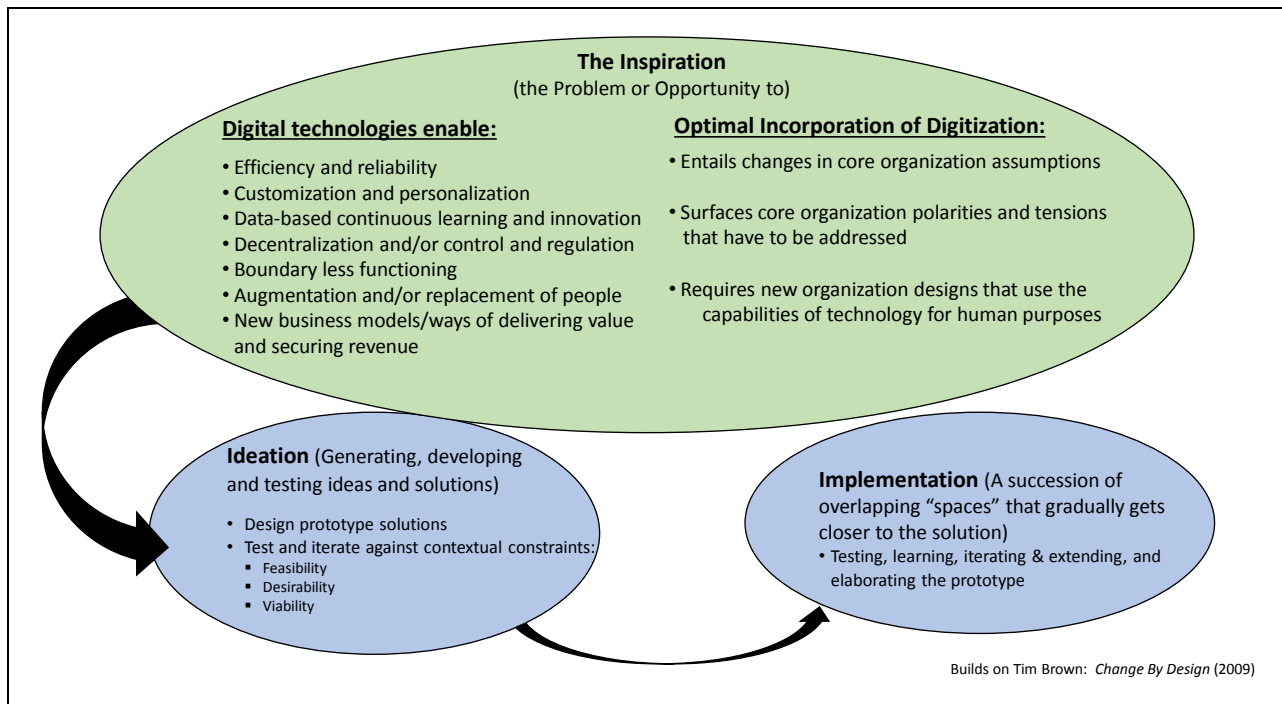 The Inspiration
(the Problem or Opportunity to)
Digital technologies enable:
• Efficiency and reliability
• Customization and personalization
• Data-based continuous learning and innovation
• Decentralization and/or control and regulation
• Boundary less functioning
• Augmentation and/or replacement of people
• New business models/ways of delivering value
and securing revenue
Optimal Incorporation of Digitization:
• Entails changes in core organization assumptions
• Surfaces core organization polarities and tensions
that have to be addressed
• Requires new organization designs that use the
capabilities of technology for human purposes
Ideation (Generating, developing
and testing ideas and solutions)
• Design prototype solutions
• Test and iterate against contextual constraints:
▪ Feasibility
▪ Desirability
▪ Viability
Implementation (A succession of
overlapping “spaces” that gradually gets
closer to the solution)
• Testing, learning, iterating & extending, and
elaborating the prototype
Builds on Tim Brown: Change By Design (2009)